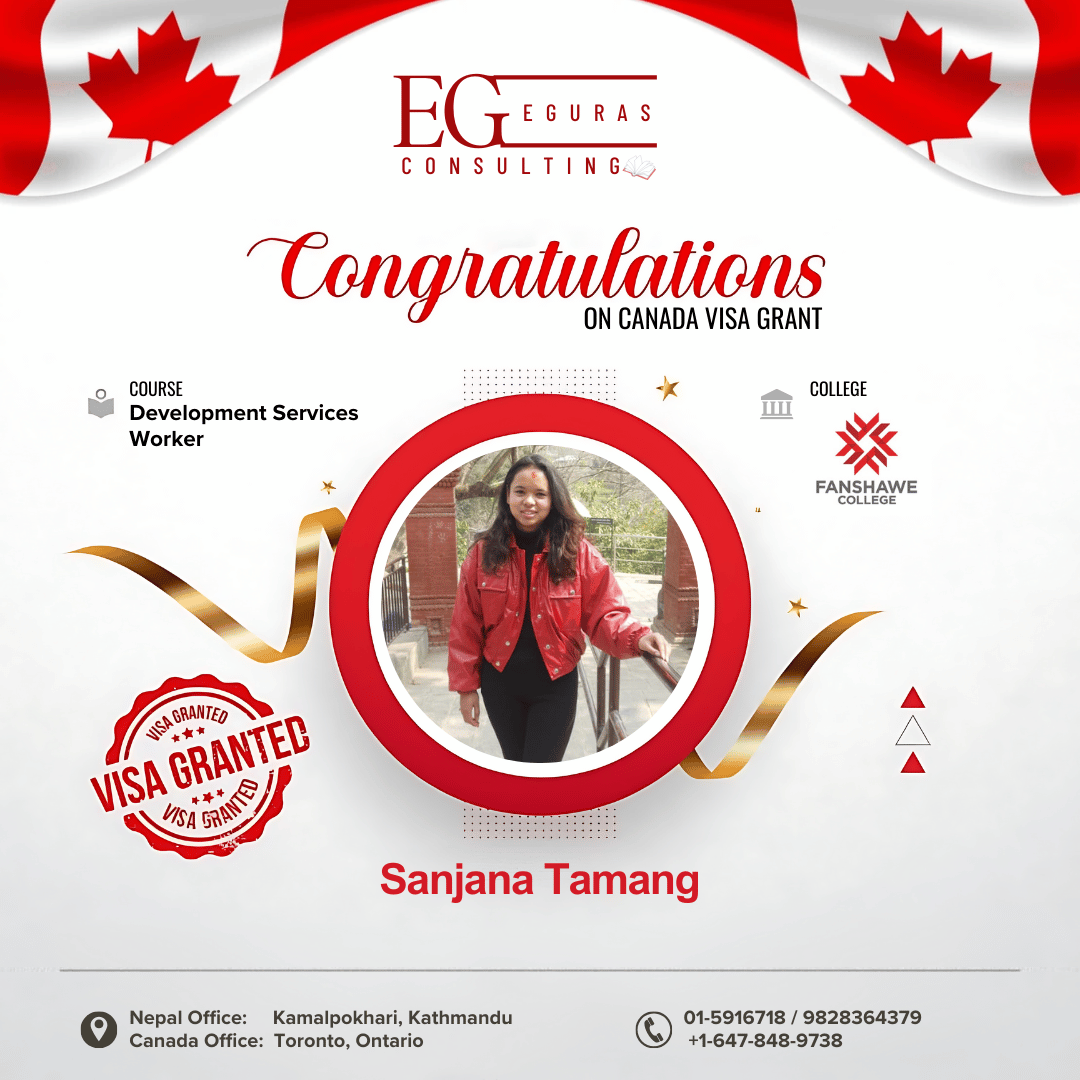 EG EGURAS
CONSULTING
Congratulations
ON CANADA VISA GRANT
COURSE
Development Services
Worker
COLLEGE
FANSHAWE
COLLEGE
VISA GRANTED
VISA GRANTED
VISA GRANTED
Sanjana Tamang
Nepal Office: Kamalpokhari, Kathmandu
Canada Office: Toronto, Ontario
01-5916718 / 9828364379
+1-647-848-9738